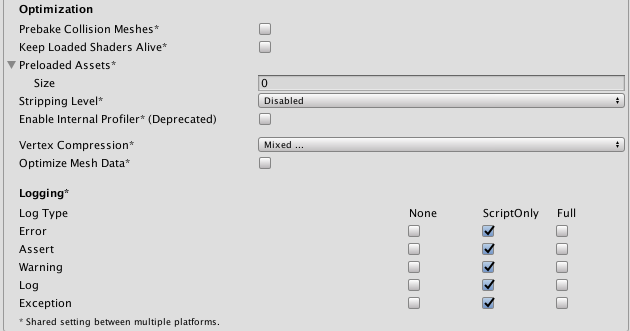 Optimization
Prebake Collision Meshes*
Keep Loaded Shaders Alive*
Preloaded Assets*
Size 0
Stripping Level* Disabled
Enable Internal Profiler* (Deprecated)
Vertex Compression* Mixed ...
Optimize Mesh Data*
Logging*
Log Type None ScriptOnly Full
Error
Assert
Warning
Log
Exception
* Shared setting between multiple platforms.